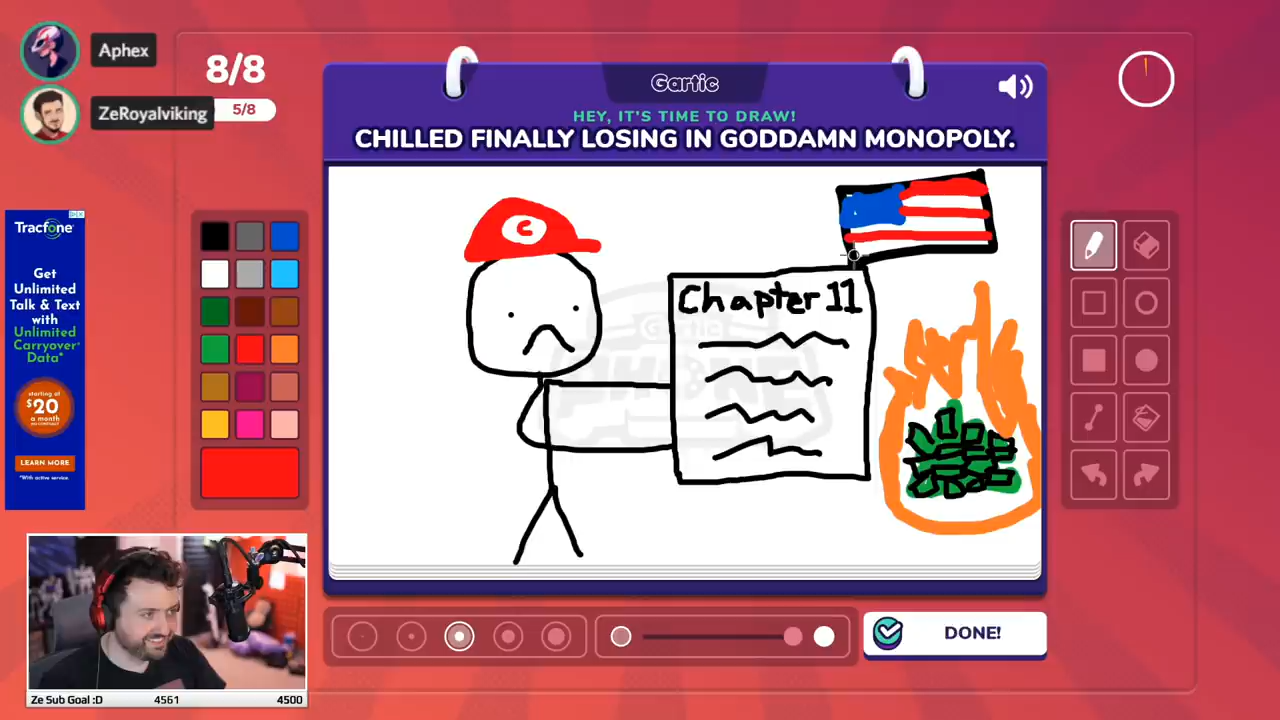 Aphex
ZeRoyalviking
8/8
5/8
Gartic
HEY, IT'S TIME TO DRAW!
CHILLED FINALLY LOSING IN GODDAMN MONOPOLY.
C
Chapter 11
Gartic
PHONE
Tracfone
Get
Unlimited
Talk & Text
with
Unlimited
Carryover*
Data*
starting at
$20
a month
LEARN MORE
*With active service.
DONE!
Ze Sub Goal :D 4561 4500